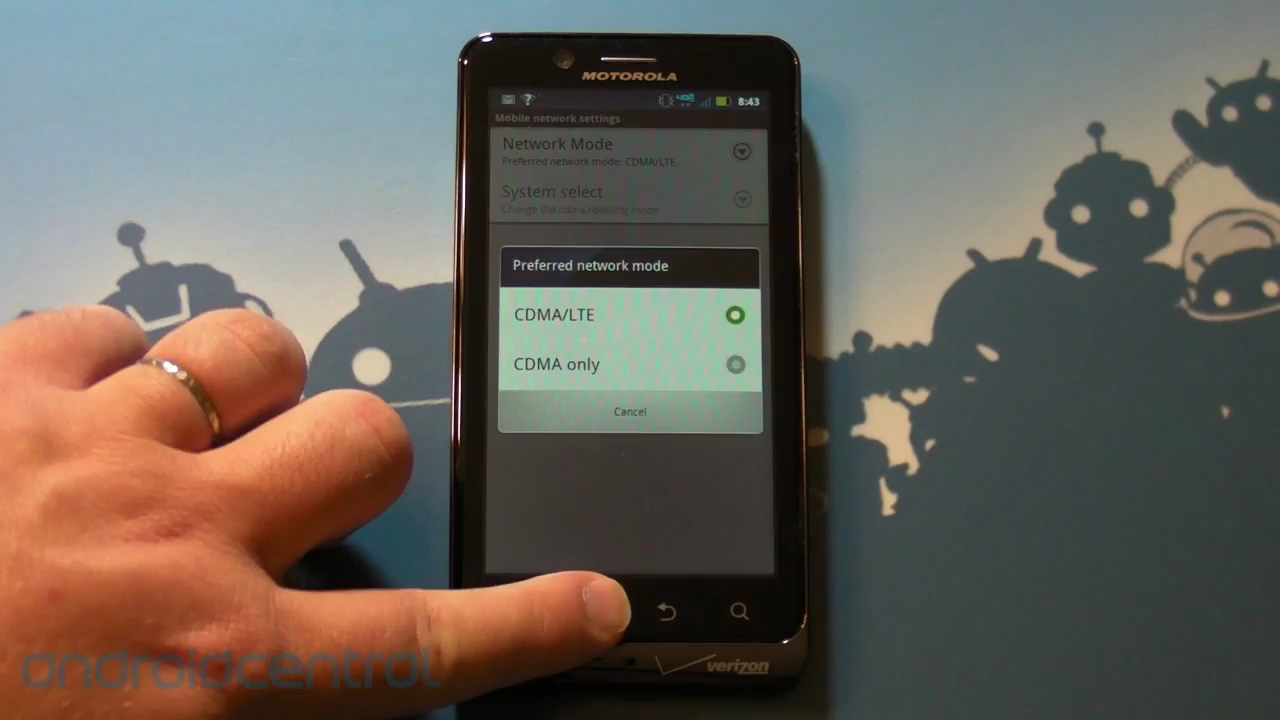 MOTOROLA
8:43
Mobile network settings
Network Mode
Preferred network mode: CDMA/LTE
System select
Change the cdma roaming mode
Preferred network mode
CDMA/LTE
CDMA only
Cancel
verizon
androidcentral